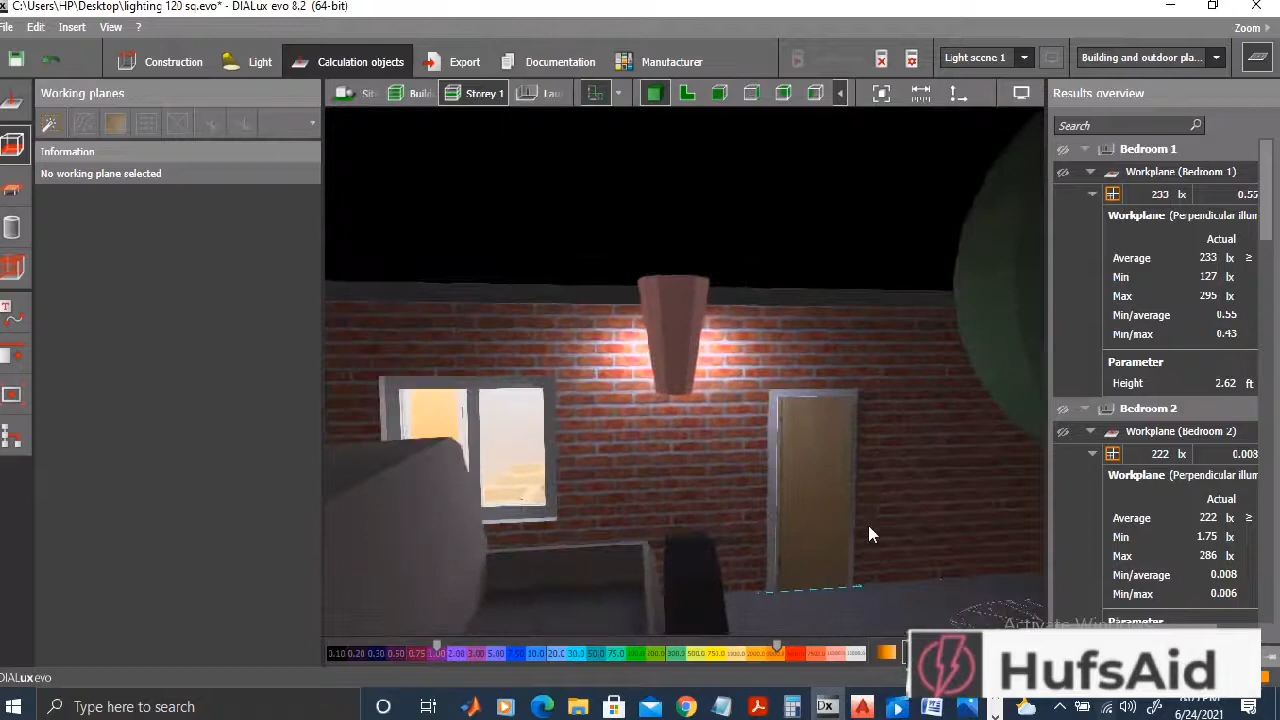 C:\Users\HP\Desktop\lighting 120 sq.evo* - DIALux evo 8.2 (64-bit)
File Edit Insert View ?
Zoom
Construction Light Calculation objects Export Documentation Manufacturer
Light scene 1
Building and outdoor pla...
Working planes
Storey 1
Results overview
Information
No working plane selected
Search
Bedroom 1
Workplane (Bedroom 1)
233 lx 0.55
Workplane (Perpendicular illum
Actual
Average 233 lx ≥
Min 127 lx
Max 295 lx
Min/average 0.55
Min/max 0.43
Parameter
Height 2.62 ft
Bedroom 2
Workplane (Bedroom 2)
222 lx 0.008
Workplane (Perpendicular illum
Actual
Average 222 lx ≥
Min 1.75 lx
Max 286 lx
Min/average 0.008
Min/max 0.006
Parameter
Activate Windows
0.10 0.20 0.30 0.50 0.75 1.00 2.00 3.00 5.00 7.50 10.0 20.0 30.0 50.0 75.0 100.0 200.0 300.0 500.0 750.0
HufsAid
DIALux evo
Type here to search
6/24/2021